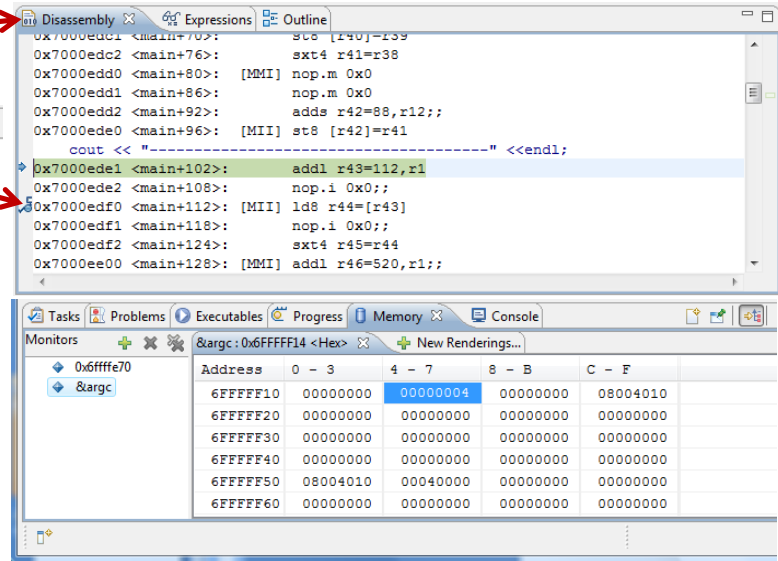 Disassembly Expressions Outline
0x7000edc1 <main+70>: st8 [r40]=r39
0x7000edc2 <main+76>: sxt4 r41=r38
0x7000edd0 <main+80>: [MMI] nop.m 0x0
0x7000edd1 <main+86>: nop.m 0x0
0x7000edd2 <main+92>: adds r42=88,r12;;
0x7000ede0 <main+96>: [MII] st8 [r42]=r41
cout << "--------------------------------------" <<endl;
0x7000ede1 <main+102>: addl r43=112,r1
0x7000ede2 <main+108>: nop.i 0x0;;
0x7000edf0 <main+112>: [MII] ld8 r44=[r43]
0x7000edf1 <main+118>: nop.i 0x0;;
0x7000edf2 <main+124>: sxt4 r45=r44
0x7000ee00 <main+128>: [MMI] addl r46=520,r1;;
Tasks Problems Executables Progress Memory Console
Monitors &argc : 0x6FFFFF14 <Hex> New Renderings...
0x6ffffe70
&argc
Address 0 - 3 4 - 7 8 - B C - F
6FFFFF10 00000000 00000004 00000000 08004010
6FFFFF20 00000000 00000000 00000000 00000000
6FFFFF30 00000000 00000000 00000000 00000000
6FFFFF40 00000000 00000000 00000000 00000000
6FFFFF50 08004010 00040000 00000000 00000000
6FFFFF60 00000000 00000000 00000000 00000000